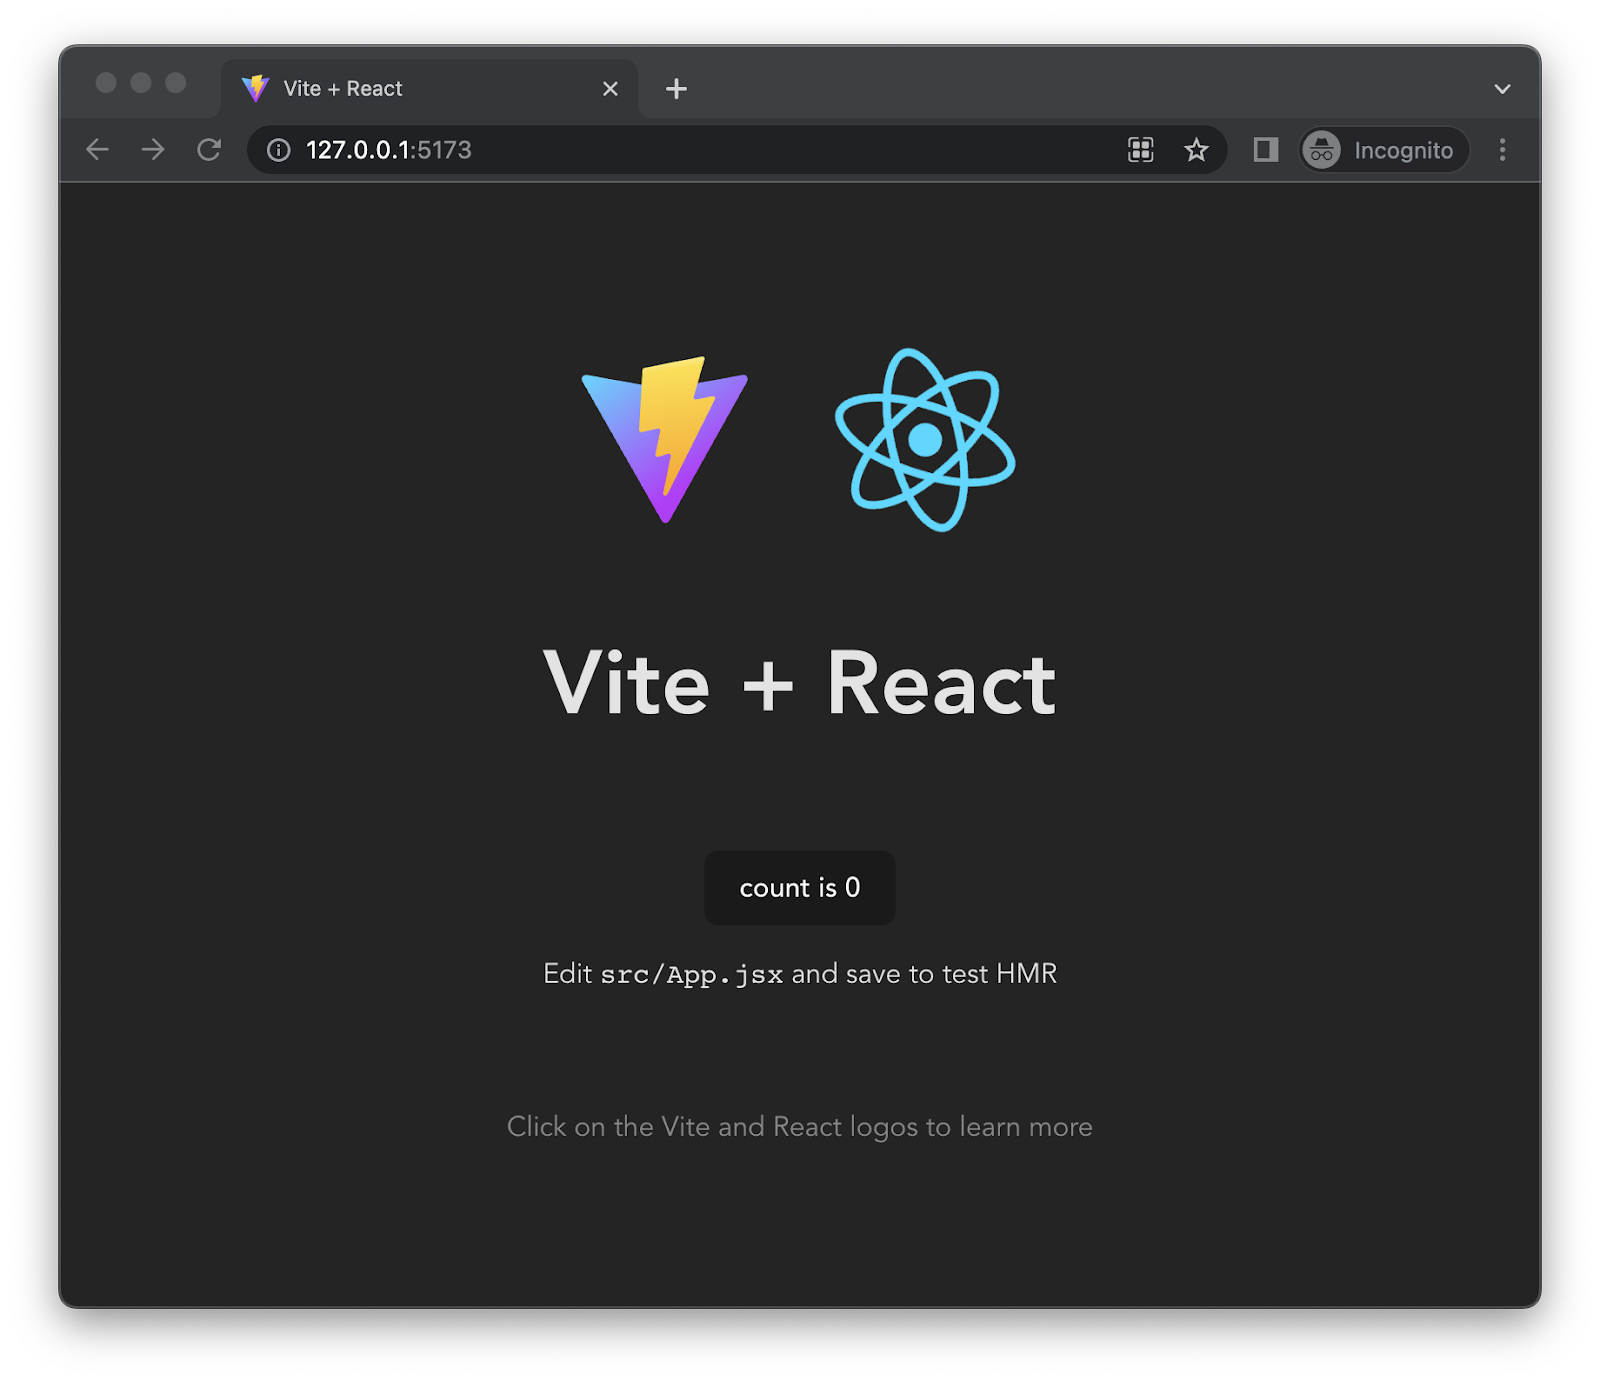 Vite + React
127.0.0.1:5173
Incognito
Vite + React
count is 0
Edit src/App.jsx and save to test HMR
Click on the Vite and React logos to learn more